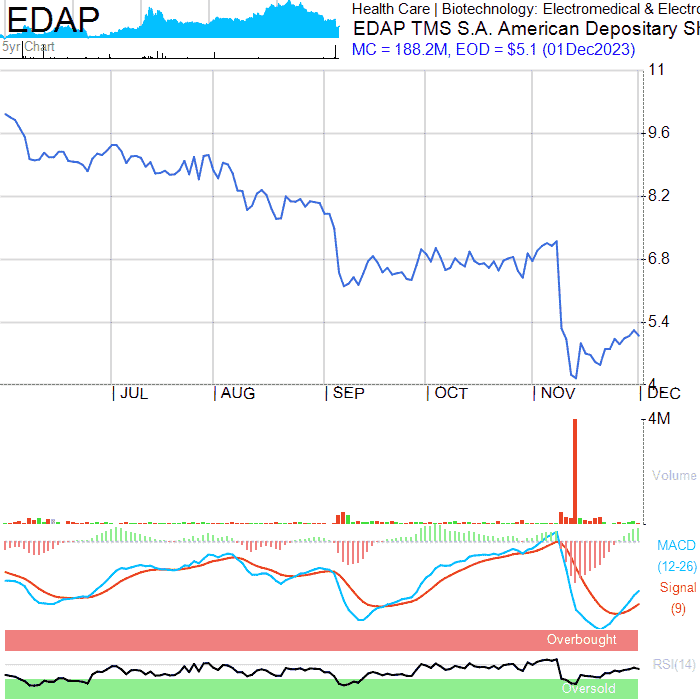 EDAP
5yr Chart
Health Care | Biotechnology: Electromedical & Electro
EDAP TMS S.A. American Depositary S
MC = 188.2M, EOD = $5.1 (01Dec2023)
11
9.6
8.2
6.8
5.4
4
JUL AUG SEP OCT NOV DEC
4M
Volume
MACD
(12-26)
Signal
(9)
Overbought
RSI(14)
Oversold